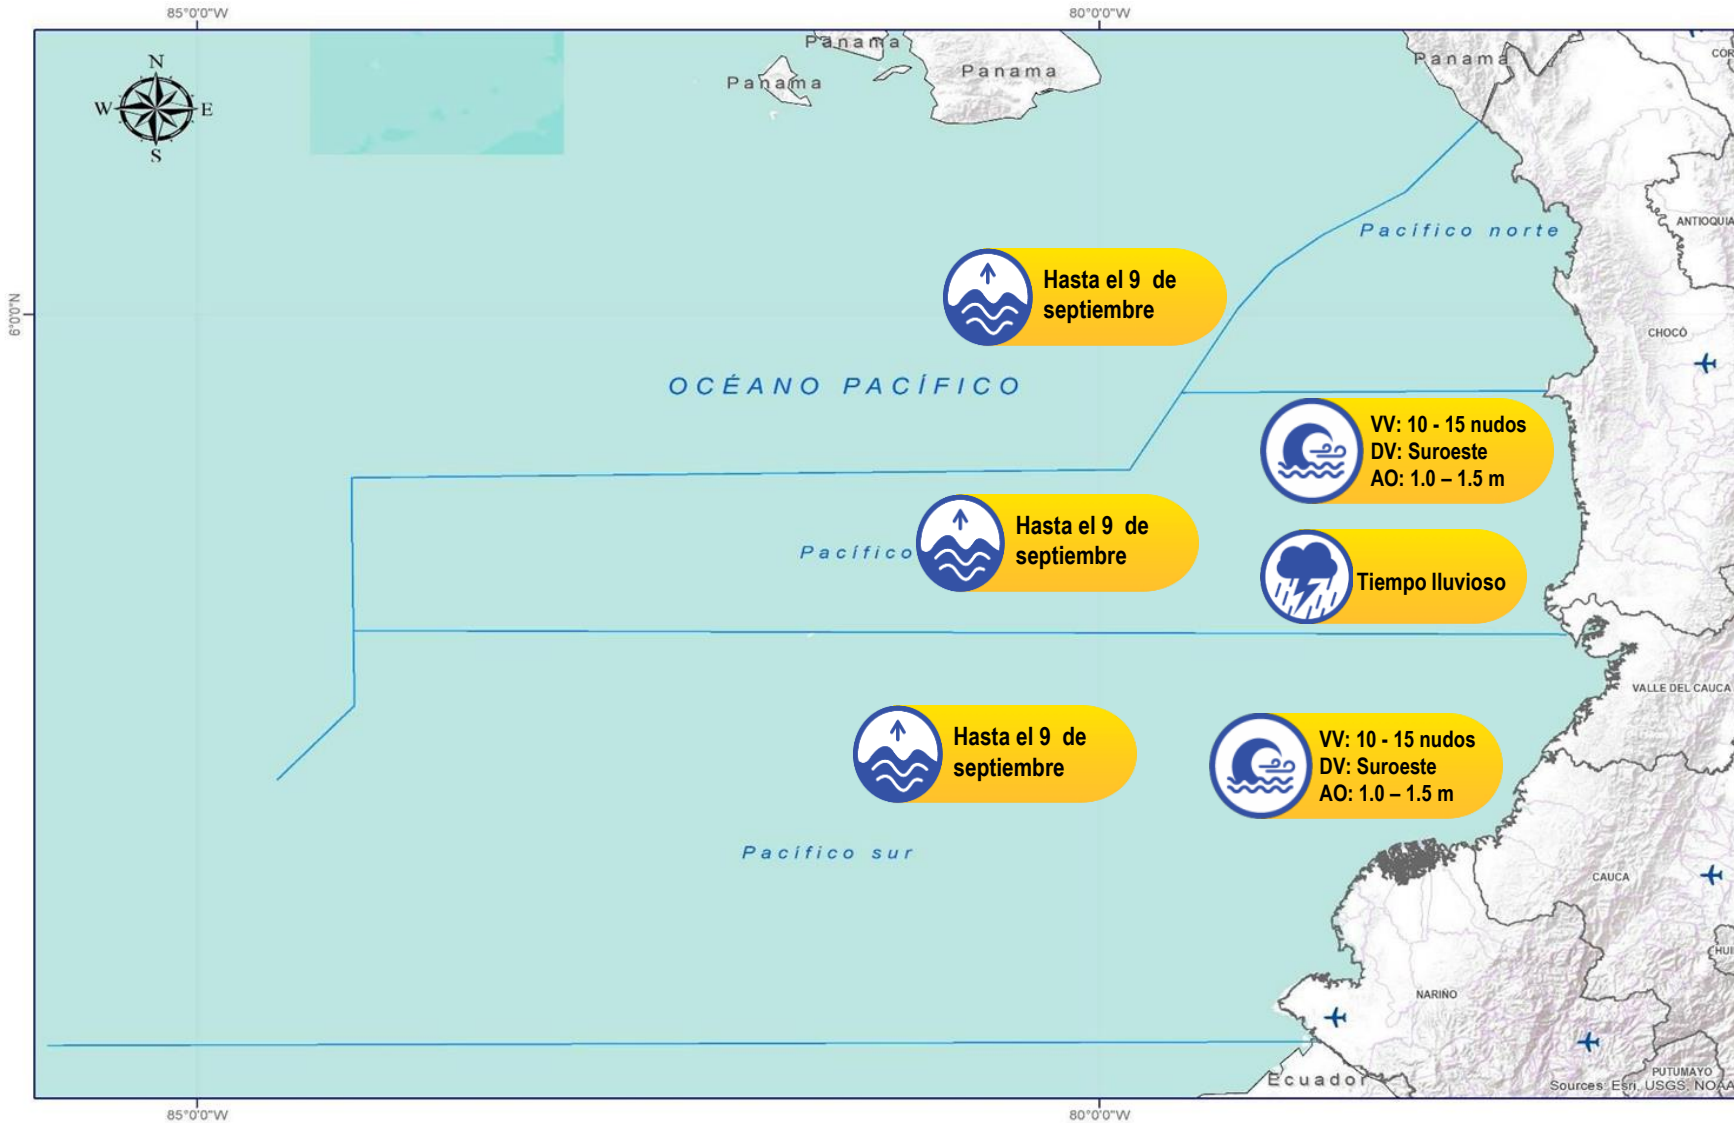 85°0'0"W
80°0'0"W
N
W
E
S
Panama
Panama
Panama
Panama
ANTIOQUIA
Pacífico norte
Hasta el 9 de
septiembre
6°0'0"N
CHOCÓ
OCÉANO PACÍFICO
VV: 10 - 15 nudos
DV: Suroeste
AO: 1.0 – 1.5 m
Hasta el 9 de
septiembre
Pacífico
Tiempo lluvioso
VALLE DEL CAUCA
Hasta el 9 de
septiembre
VV: 10 - 15 nudos
DV: Suroeste
AO: 1.0 – 1.5 m
Pacífico sur
CAUCA
NARIÑO
PUTUMAYO
Ecuador
Sources: Esri, USGS, NOAA
85°0'0"W
80°0'0"W